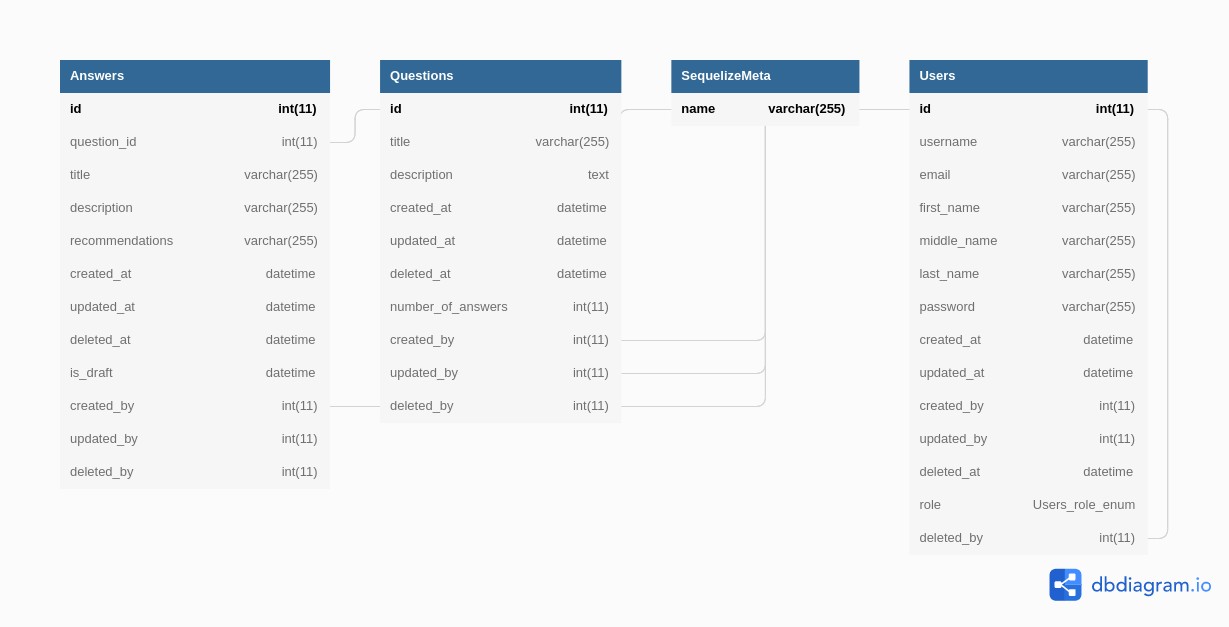 Answers
id int(11)
question_id int(11)
title varchar(255)
description varchar(255)
recommendations varchar(255)
created_at datetime
updated_at datetime
deleted_at datetime
is_draft datetime
created_by int(11)
updated_by int(11)
deleted_by int(11)
Questions
id int(11)
title varchar(255)
description text
created_at datetime
updated_at datetime
deleted_at datetime
number_of_answers int(11)
created_by int(11)
updated_by int(11)
deleted_by int(11)
SequelizeMeta
name varchar(255)
Users
id int(11)
username varchar(255)
email varchar(255)
first_name varchar(255)
middle_name varchar(255)
last_name varchar(255)
password varchar(255)
created_at datetime
updated_at datetime
created_by int(11)
updated_by int(11)
deleted_at datetime
role Users_role_enum
deleted_by int(11)
dbdiagram.io